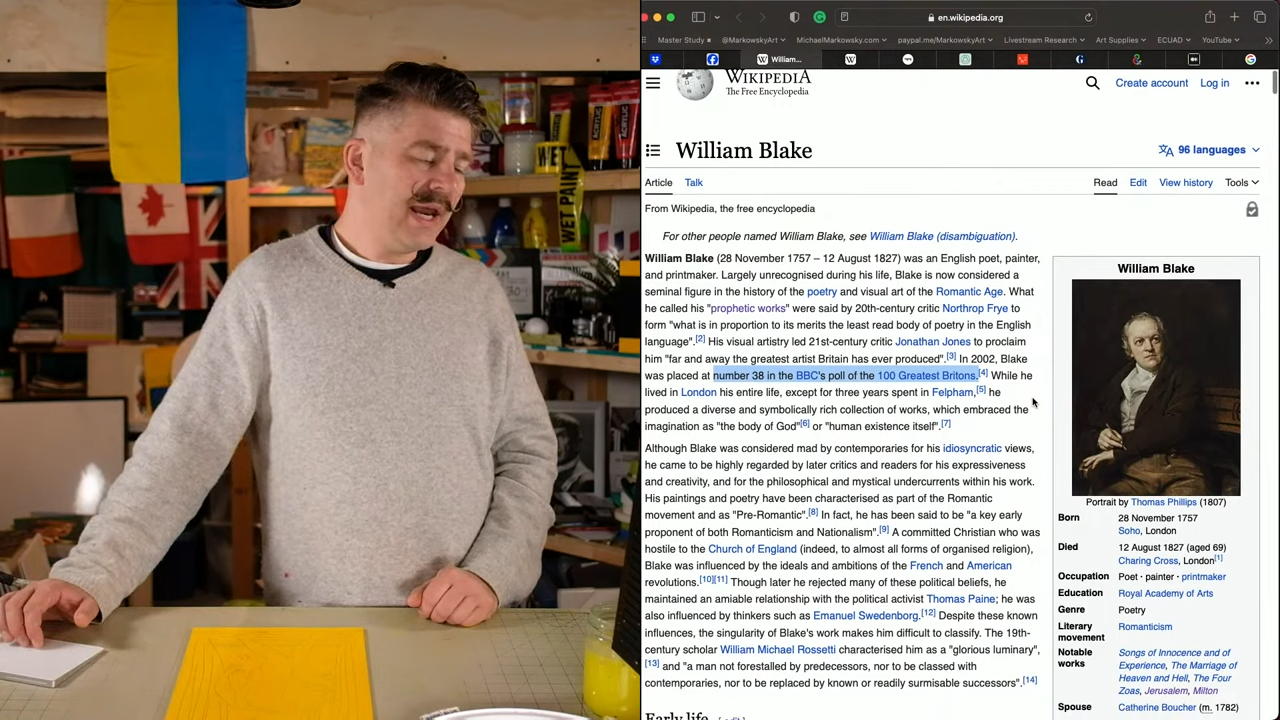 WET PAINT
WET
en.wikipedia.org
Master Study
@MarkowskyArt
MichaelMarkowsky.com
paypal.me/MarkowskyArt
Livestream Research
Art Supplies
ECUAD
YouTube
William...
WIKIPEDIA
The Free Encyclopedia
Create account Log in
William Blake
96 languages
Article Talk
Read Edit View history Tools
From Wikipedia, the free encyclopedia
For other people named William Blake, see William Blake (disambiguation).
William Blake (28 November 1757 – 12 August 1827) was an English poet, painter,
and printmaker. Largely unrecognised during his life, Blake is now considered a
seminal figure in the history of the poetry and visual art of the Romantic Age. What
he called his "prophetic works" were said by 20th-century critic Northrop Frye to
form "what is in proportion to its merits the least read body of poetry in the English
language".[2] His visual artistry led 21st-century critic Jonathan Jones to proclaim
him "far and away the greatest artist Britain has ever produced".[3] In 2002, Blake
was placed at number 38 in the BBC's poll of the 100 Greatest Britons.[4] While he
lived in London his entire life, except for three years spent in Felpham,[5] he
produced a diverse and symbolically rich collection of works, which embraced the
imagination as "the body of God"[6] or "human existence itself".[7]
Although Blake was considered mad by contemporaries for his idiosyncratic views,
he came to be highly regarded by later critics and readers for his expressiveness
and creativity, and for the philosophical and mystical undercurrents within his work.
His paintings and poetry have been characterised as part of the Romantic
movement and as "Pre-Romantic".[8] In fact, he has been said to be "a key early
proponent of both Romanticism and Nationalism".[9] A committed Christian who was
hostile to the Church of England (indeed, to almost all forms of organised religion),
Blake was influenced by the ideals and ambitions of the French and American
revolutions.[10][11] Though later he rejected many of these political beliefs, he
maintained an amiable relationship with the political activist Thomas Paine; he was
also influenced by thinkers such as Emanuel Swedenborg.[12] Despite these known
influences, the singularity of Blake's work makes him difficult to classify. The 19th-
century scholar William Michael Rossetti characterised him as a "glorious luminary",
[13] and "a man not forestalled by predecessors, nor to be classed with
contemporaries, nor to be replaced by known or readily surmisable successors".[14]
Early life [edit]
William Blake
Portrait by Thomas Phillips (1807)
Born 28 November 1757
Soho, London
Died 12 August 1827 (aged 69)
Charing Cross, London[1]
Occupation Poet · painter · printmaker
Education Royal Academy of Arts
Genre Poetry
Literary Romanticism
movement
Notable Songs of Innocence and of
works Experience, The Marriage of
Heaven and Hell, The Four
Zoas, Jerusalem, Milton
Spouse Catherine Boucher (m. 1782)